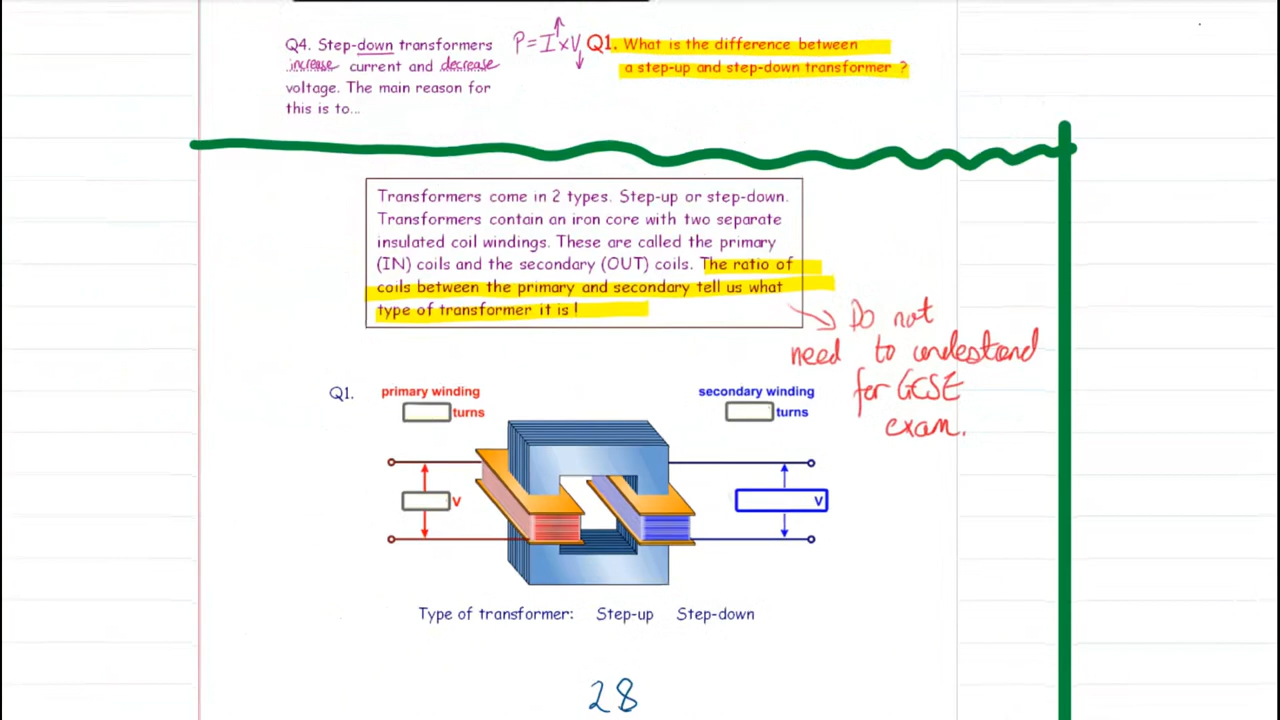 Q4. Step-down transformers
increase current and decrease
voltage. The main reason for
this is to...
P = I x V
Q1. What is the difference between
a step-up and step-down transformer ?
Transformers come in 2 types. Step-up or step-down.
Transformers contain an iron core with two separate
insulated coil windings. These are called the primary
(IN) coils and the secondary (OUT) coils. The ratio of
coils between the primary and secondary tell us what
type of transformer it is !
Do not
need to understand
for GCSE
exam.
Q1.
primary winding
turns
secondary winding
turns
V
V
Type of transformer: Step-up Step-down
28